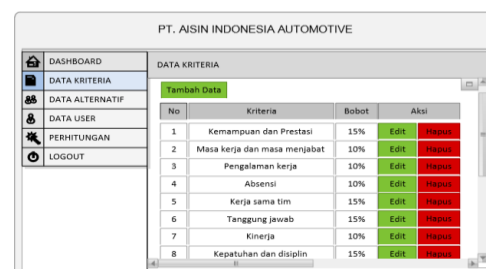 PT. AISIN INDONESIA AUTOMOTIVE
DASHBOARD
DATA KRITERIA
DATA ALTERNATIF
DATA USER
PERHITUNGAN
LOGOUT
DATA KRITERIA
Tambah Data
No Kriteria Bobot Aksi
1 Kemampuan dan Prestasi 15% Edit Hapus
2 Masa kerja dan masa menjabat 10% Edit Hapus
3 Pengalaman kerja 10% Edit Hapus
4 Absensi 10% Edit Hapus
5 Kerja sama tim 15% Edit Hapus
6 Tanggung jawab 15% Edit Hapus
7 Kinerja 10% Edit Hapus
8 Kepatuhan dan disiplin 15% Edit Hapus